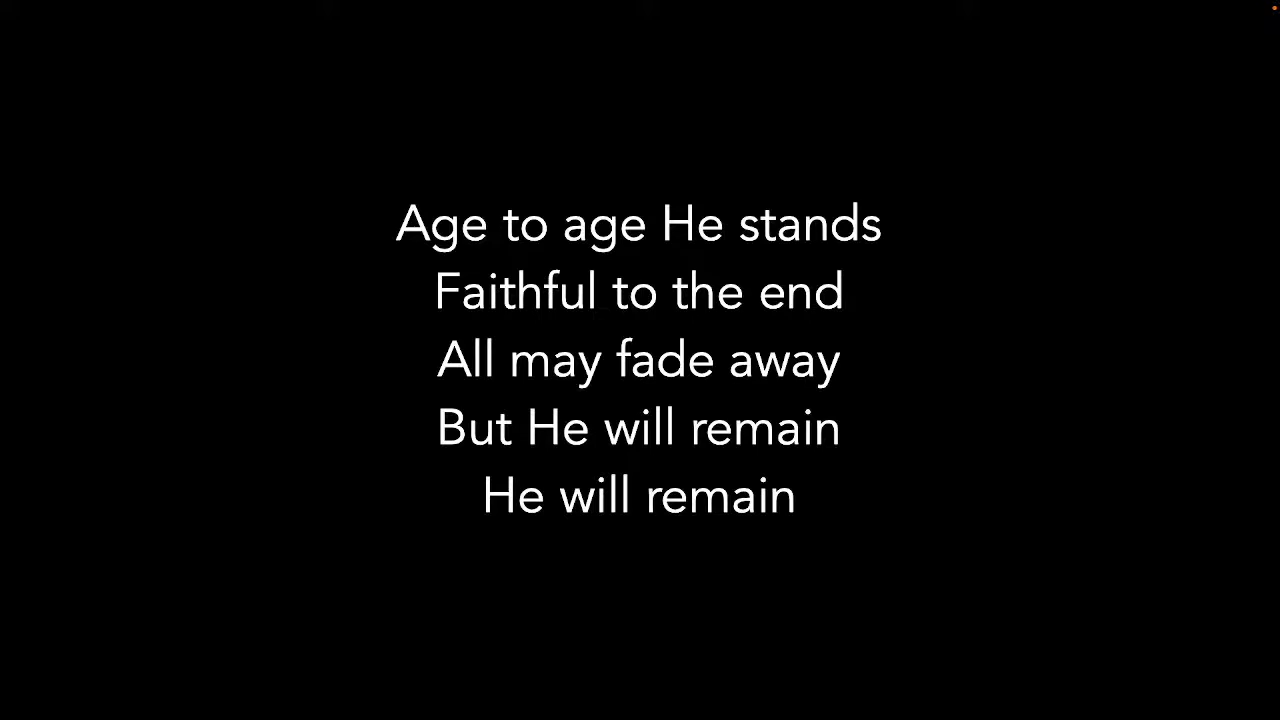 Age to age He stands
Faithful to the end
All may fade away
But He will remain
He will remain